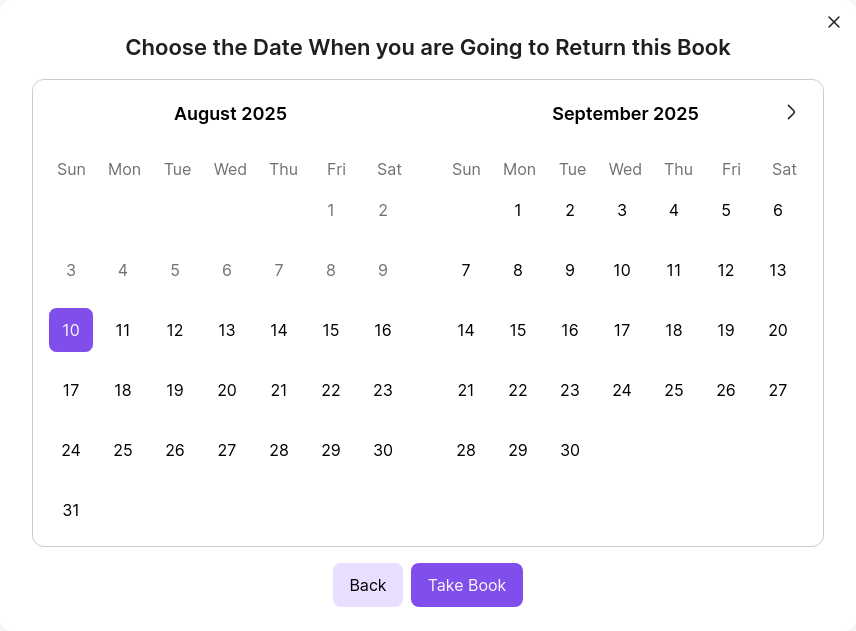 Choose the Date When you are Going to Return this Book
August 2025
Sun Mon Tue Wed Thu Fri Sat
1 2
3 4 5 6 7 8 9
10 11 12 13 14 15 16
17 18 19 20 21 22 23
24 25 26 27 28 29 30
31
September 2025
Sun Mon Tue Wed Thu Fri Sat
1 2 3 4 5 6
7 8 9 10 11 12 13
14 15 16 17 18 19 20
21 22 23 24 25 26 27
28 29 30
Back Take Book